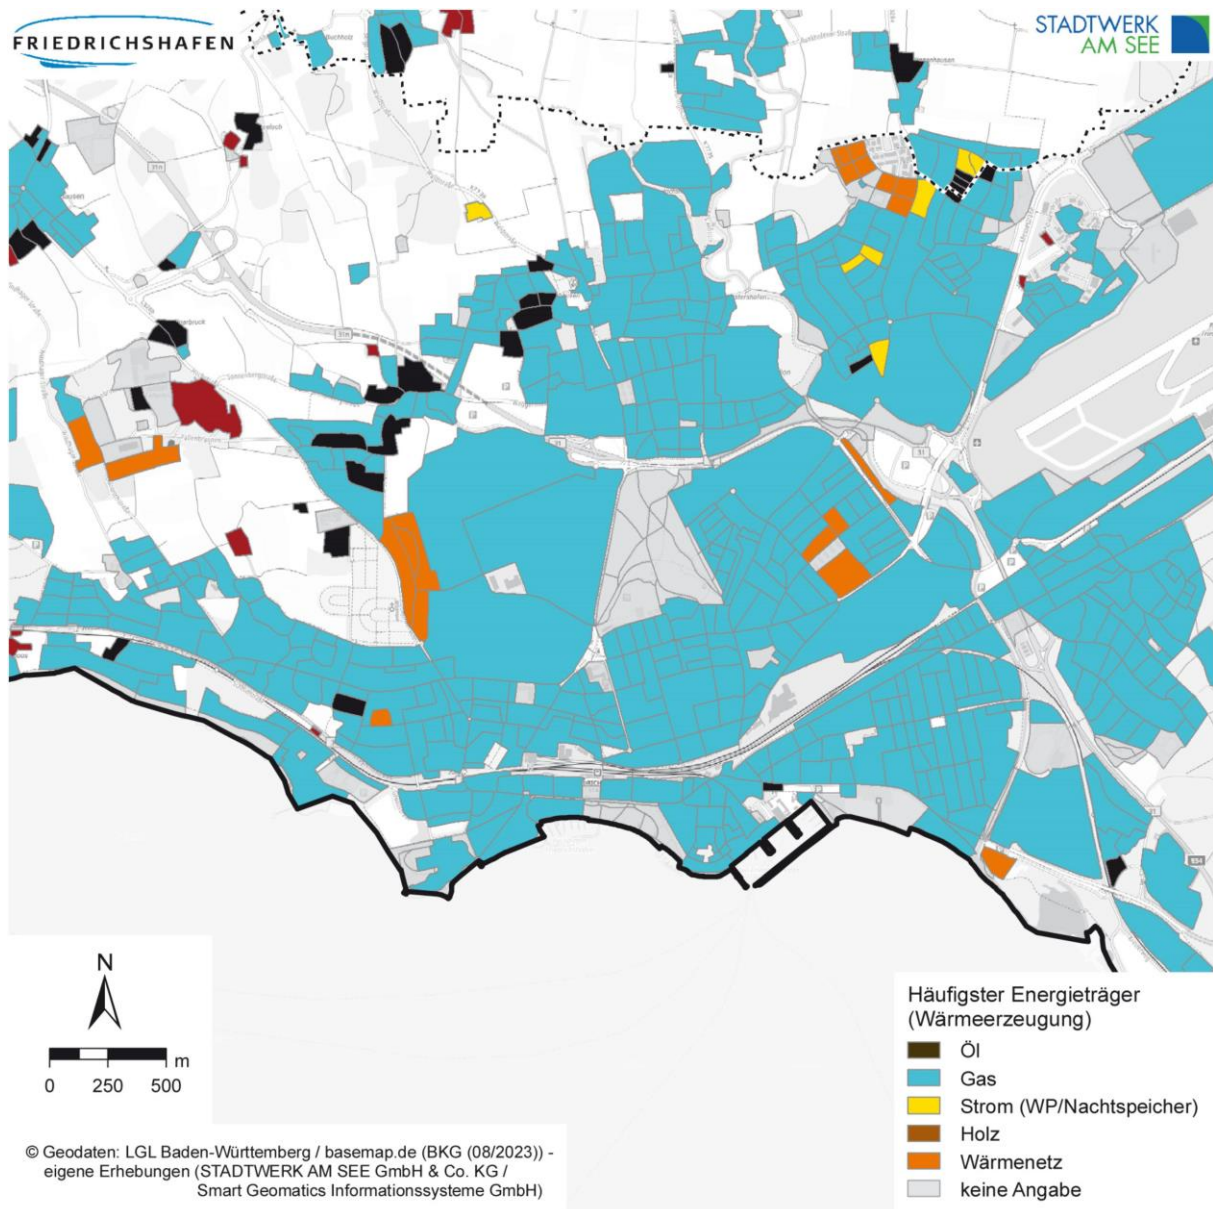 FRIEDRICHSHAFEN
STADTWERK
AM SEE
N
m
0 250 500
Häufigster Energieträger
(Wärmeerzeugung)
Öl
Gas
Strom (WP/Nachtspeicher)
Holz
Wärmenetz
keine Angabe
© Geodaten: LGL Baden-Württemberg / basemap.de (BKG (08/2023)) -
eigene Erhebungen (STADTWERK AM SEE GmbH & Co. KG /
Smart Geomatics Informationssysteme GmbH)